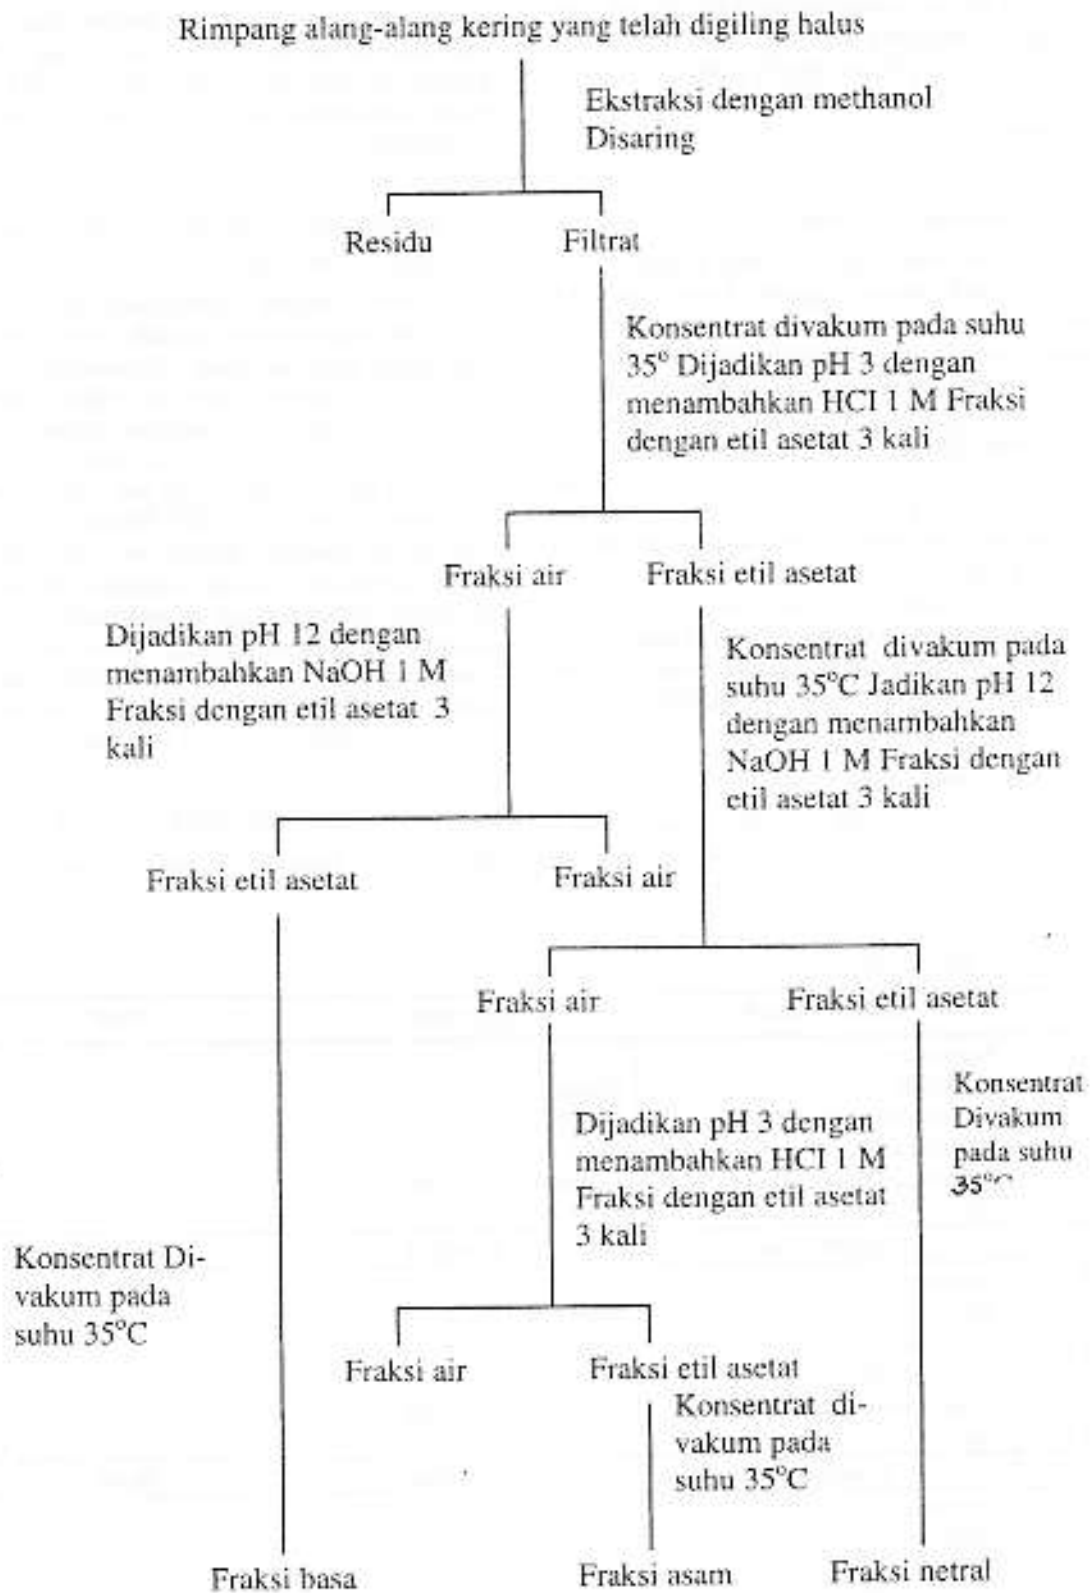 Rimpang alang-alang kering yang telah digiling halus
Ekstraksi dengan methanol
Disaring
Residu
Filtrat
Konsentrat divakum pada suhu
35° Dijadikan pH 3 dengan
menambahkan HCI 1 M Fraksi
dengan etil asetat 3 kali
Fraksi air
Fraksi etil asetat
Dijadikan pH 12 dengan
menambahkan NaOH 1 M
Fraksi dengan etil asetat 3
kali
Konsentrat divakum pada
suhu 35°C Jadikan pH 12
dengan menambahkan
NaOH 1 M Fraksi dengan
etil asetat 3 kali
Fraksi etil asetat
Fraksi air
Fraksi air
Fraksi etil asetat
Konsentrat
Divakum
pada suhu
35°C
Dijadikan pH 3 dengan
menambahkan HCI 1 M
Fraksi dengan etil asetat
3 kali
Konsentrat Di-
vakum pada
suhu 35°C
Fraksi air
Fraksi etil asetat
Konsentrat di-
vakum pada
suhu 35°C
Fraksi basa
Fraksi asam
Fraksi netral